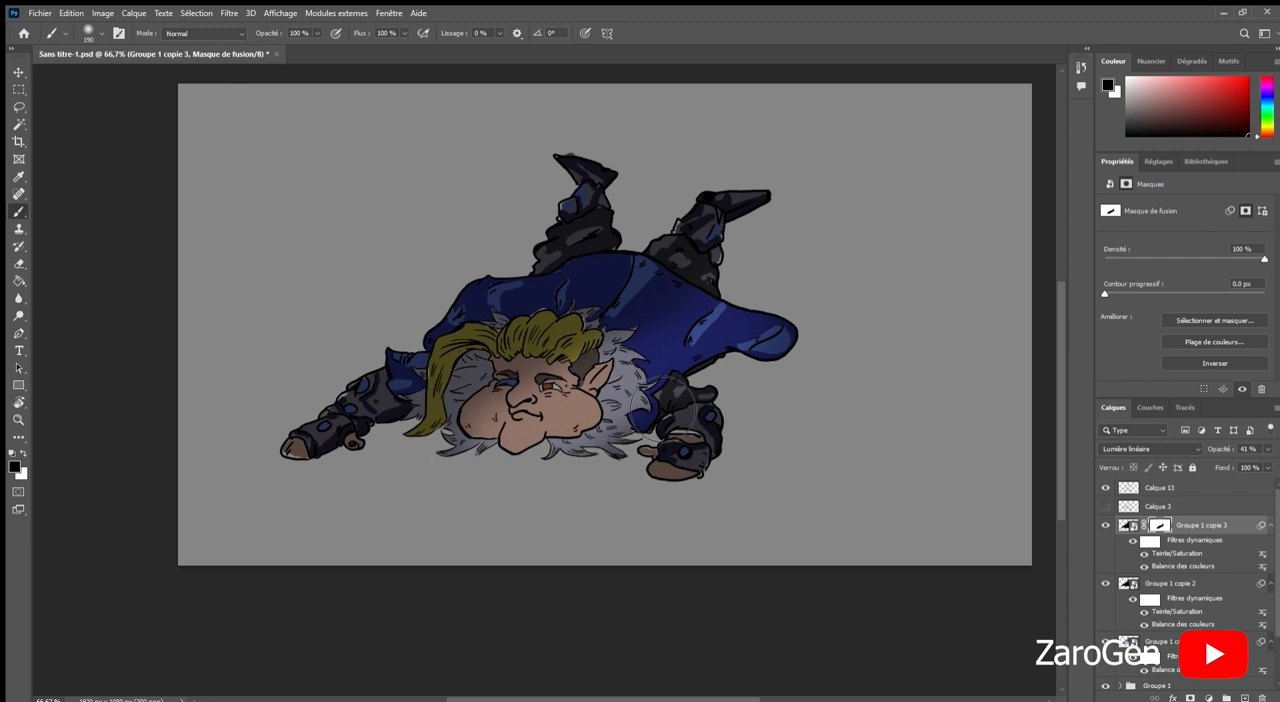 Ps Fichier Edition Image Calque Texte Sélection Filtre 3D Affichage Modules externes Fenêtre Aide
190 Mode : Normal Opacité : 100 % Flux : 100 % Lissage : 0 % 0°
Sans titre-1.psd @ 66,7% (Groupe 1 copie 3, Masque de fusion/8) * ×
Couleur Nuancier Dégradés Motifs
Propriétés Réglages Bibliothèques
Masques
Masque de fusion
Densité : 100 %
Contour progressif : 0,0 px
Améliorer : Sélectionner et masquer...
Plage de couleurs...
Inverser
Calques Couches Tracés
Type
Lumière linéaire Opacité : 41 %
Verrou : Fond : 100 %
Calque 13
Calque 3
Groupe 1 copie 3
Filtres dynamiques
Teinte/Saturation
Balance des couleurs
Groupe 1 copie 2
Filtres dynamiques
Teinte/Saturation
Balance des couleurs
Groupe 1
ZaroGen
Groupe 1
fx